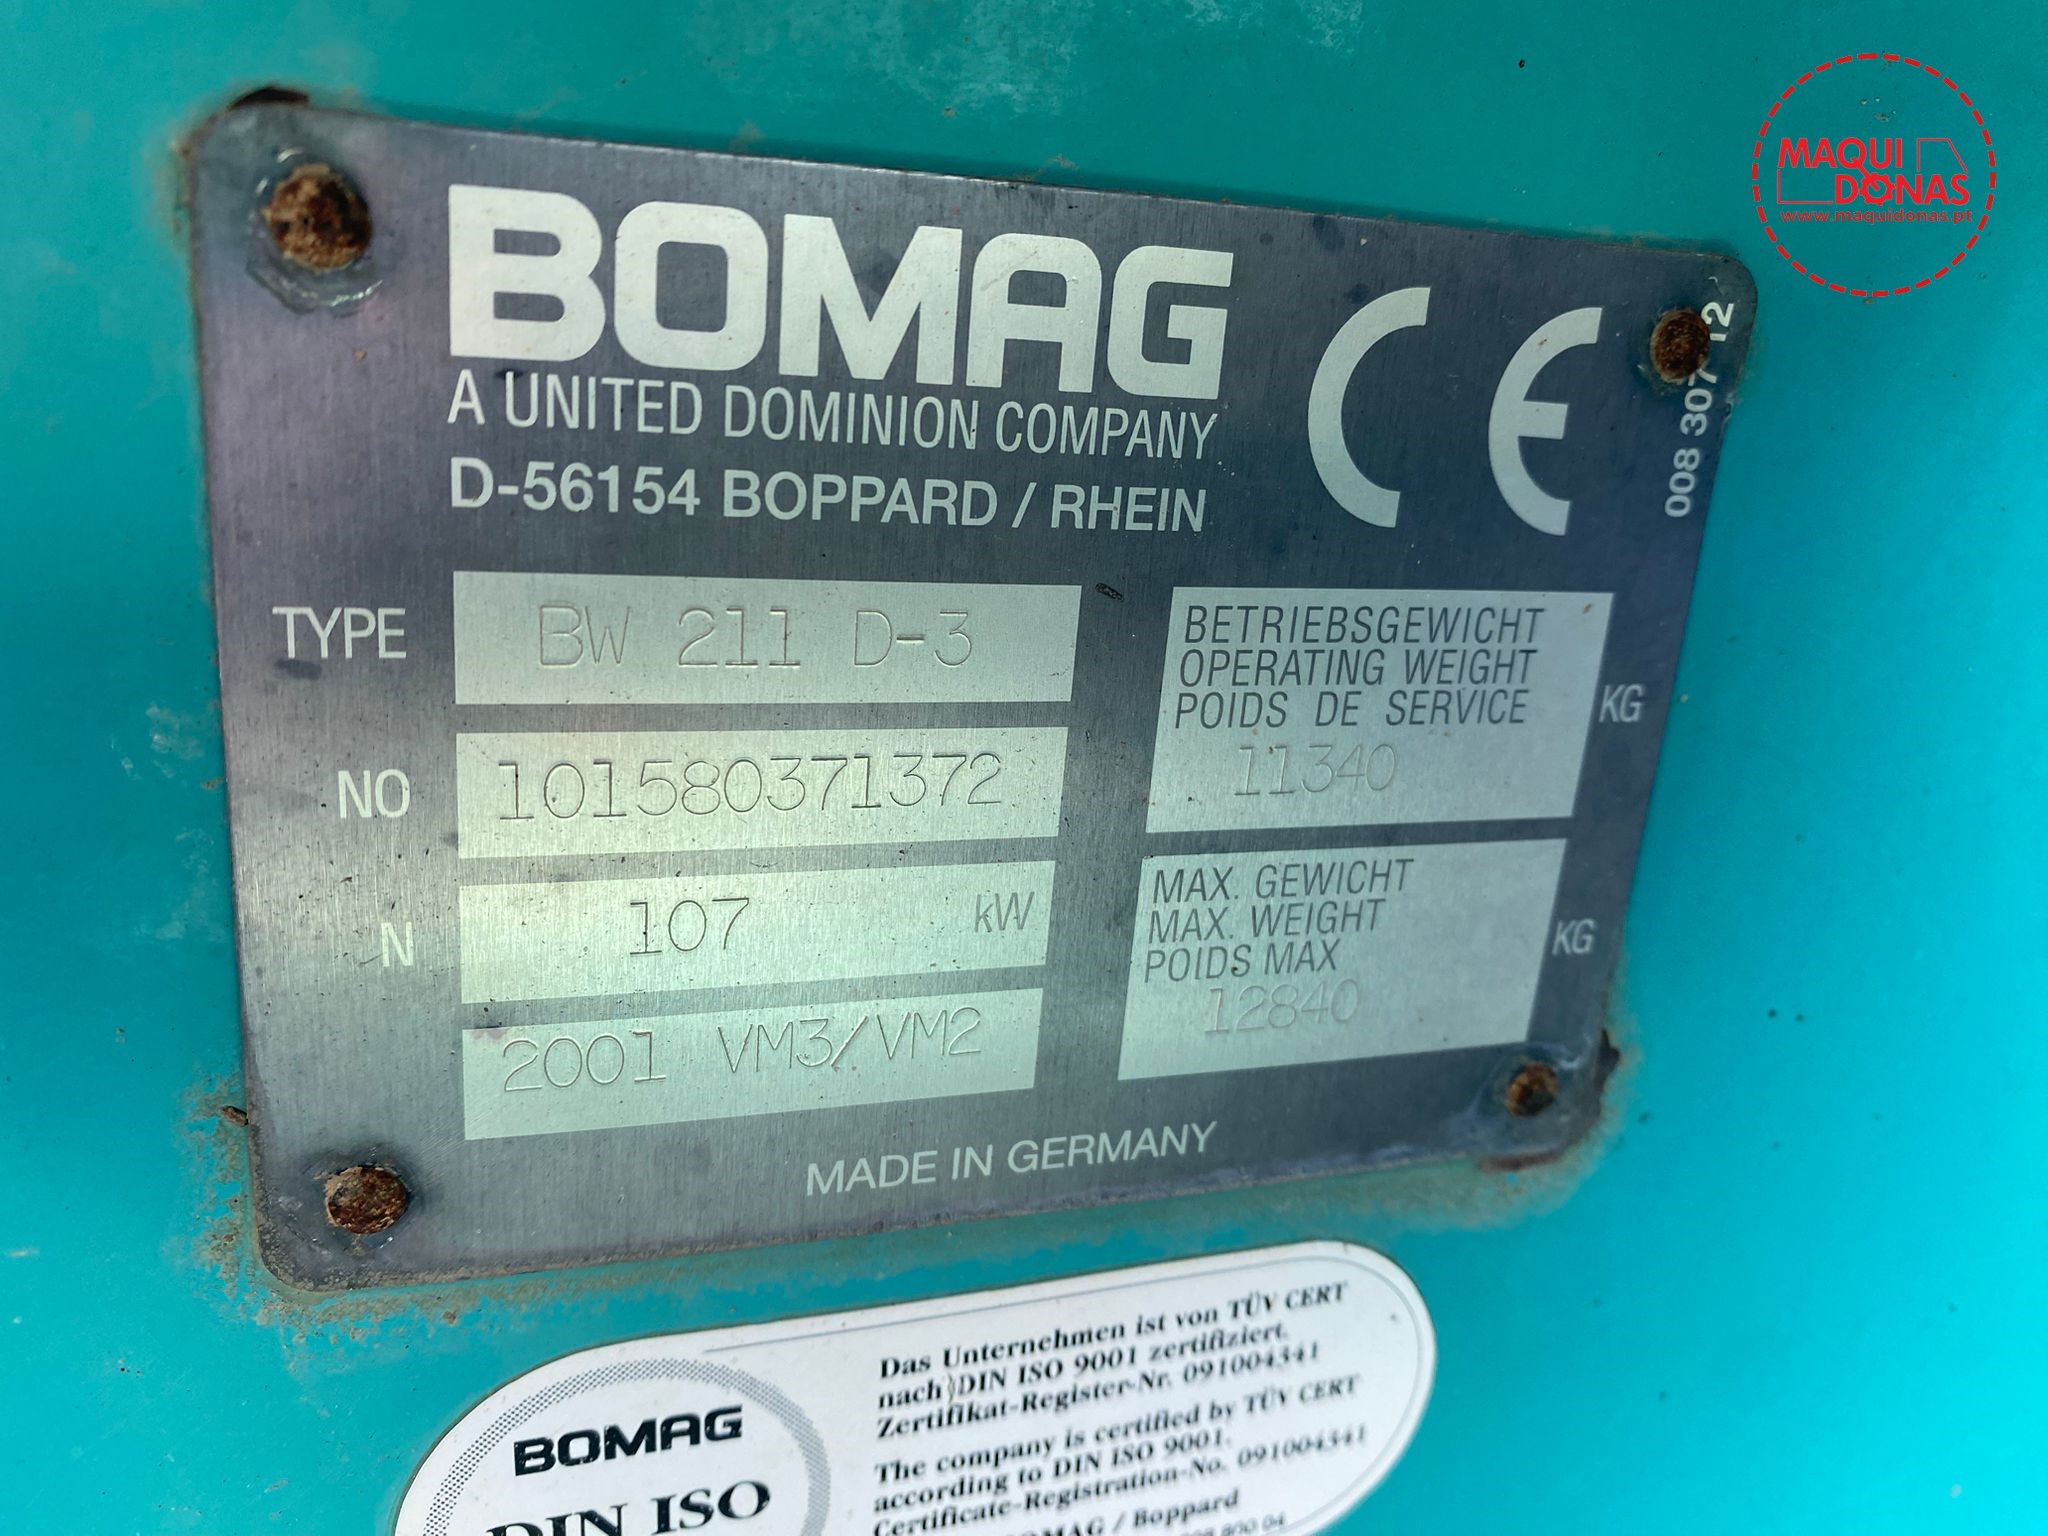 MAQUI
DONAS
www.maquidonas.pt
BOMAG
A UNITED DOMINION COMPANY
D-56154 BOPPARD / RHEIN
CE
008 307 12
TYPE
BW 211 D-3
NO
101580371372
N
107 kW
2001 VM3/VM2
BETRIEBSGEWICHT
OPERATING WEIGHT
POIDS DE SERVICE
11340
KG
MAX. GEWICHT
MAX. WEIGHT
POIDS MAX
12840
KG
MADE IN GERMANY
BOMAG
DIN ISO
Das Unternehmen ist von TÜV CERT
nach DIN ISO 9001 zertifiziert.
Zertifikat-Register-Nr. 091004341
The company is certified by TÜV CERT
according to DIN ISO 9001.
Certificate-Registration-No. 091004341
BOMAG / Boppard